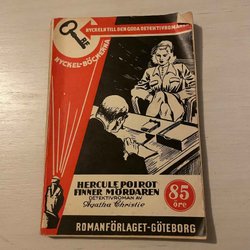 NYCKELN TILL DEN GODA DETEKTIVROMANEN
NYCKEL-BÖCKERNA
HERCULE POIROT
FINNER MÖRDAREN
DETEKTIVROMAN AV
Agatha Christie
85
öre
ROMANFÖRLAGET-GÖTEBORG